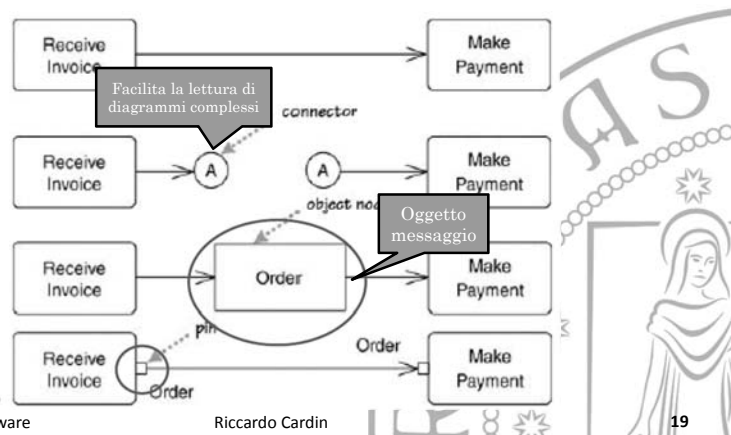 Receive
Invoice
Make
Payment
Facilita la lettura di
diagrammi complessi
connector
Receive
Invoice
A
A
Make
Payment
object
Oggetto
messaggio
Receive
Invoice
Order
Make
Payment
pin
Receive
Invoice
Order
Order
Make
Payment
ware
Riccardo Cardin
19
A S